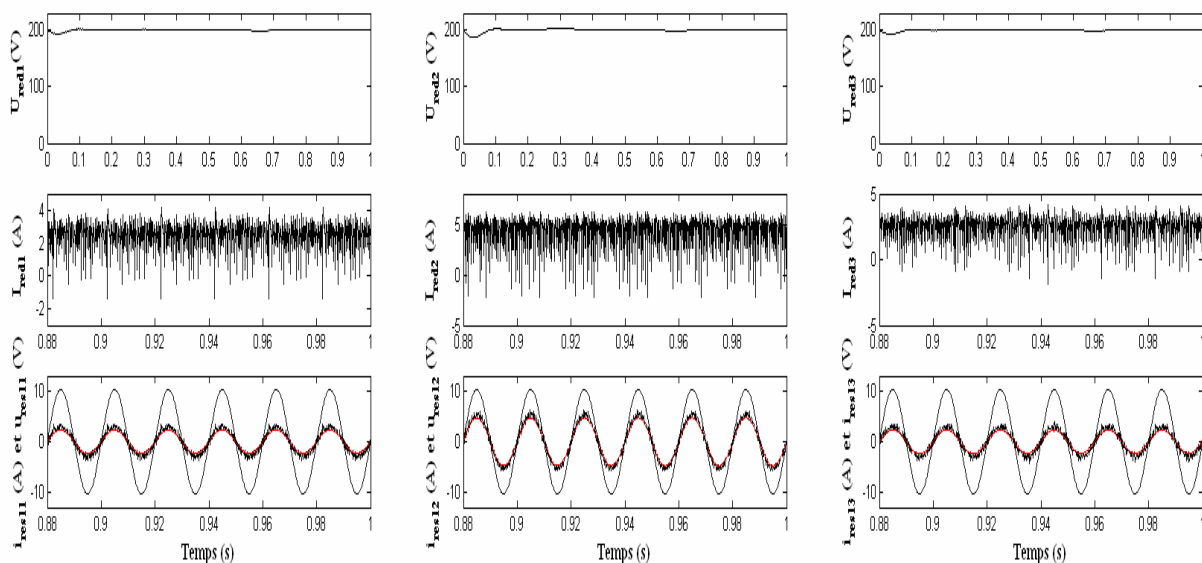 U_red1 (V)
200
100
0
0 0.1 0.2 0.3 0.4 0.5 0.6 0.7 0.8 0.9 1
U_red2 (V)
200
100
0
0 0.1 0.2 0.3 0.4 0.5 0.6 0.7 0.8 0.9 1
U_red3 (V)
200
100
0
0 0.1 0.2 0.3 0.4 0.5 0.6 0.7 0.8 0.9 1
I_red1 (A)
4
2
0
-2
0.88 0.9 0.92 0.94 0.96 0.98 1
I_red2 (A)
5
0
-5
0.88 0.9 0.92 0.94 0.96 0.98 1
I_red3 (A)
5
0
-5
0.88 0.9 0.92 0.94 0.96 0.98 1
i_res11 (A) et u_res11 (V)
10
0
-10
0.88 0.9 0.92 0.94 0.96 0.98 1
Temps (s)
i_res12 (A) et u_res12 (V)
10
0
-10
0.88 0.9 0.92 0.94 0.96 0.98 1
Temps (s)
i_res13 (A) et i_res13 (V)
10
0
-10
0.88 0.9 0.92 0.94 0.96 0.98 1
Temps (s)